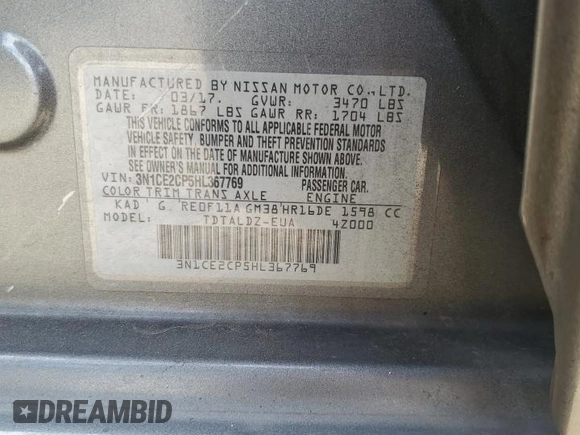 MANUFACTURED BY NISSAN MOTOR CO.,LTD.
DATE: 03/17. GVWR: 3470 LBS
GAWR FR: 1867 LBS GAWR RR: 1704 LBS
THIS VEHICLE CONFORMS TO ALL APPLICABLE FEDERAL MOTOR
VEHICLE SAFETY, BUMPER AND THEFT PREVENTION STANDARDS
IN EFFECT ON THE DATE OF MANUFACTURE SHOWN ABOVE.
SEE OWNER'S MANUAL FOR ADDITIONAL INFORMATION.
VIN: 3N1CE2CP5HL367769 PASSENGER CAR.
COLOR TRIM TRANS AXLE ENGINE
KAD G RE0F11A GM38 HR16DE 1598 CC
MODEL: TDTALDZ-EUA 42000
3N1CE2CP5HL367769
DREAMBID